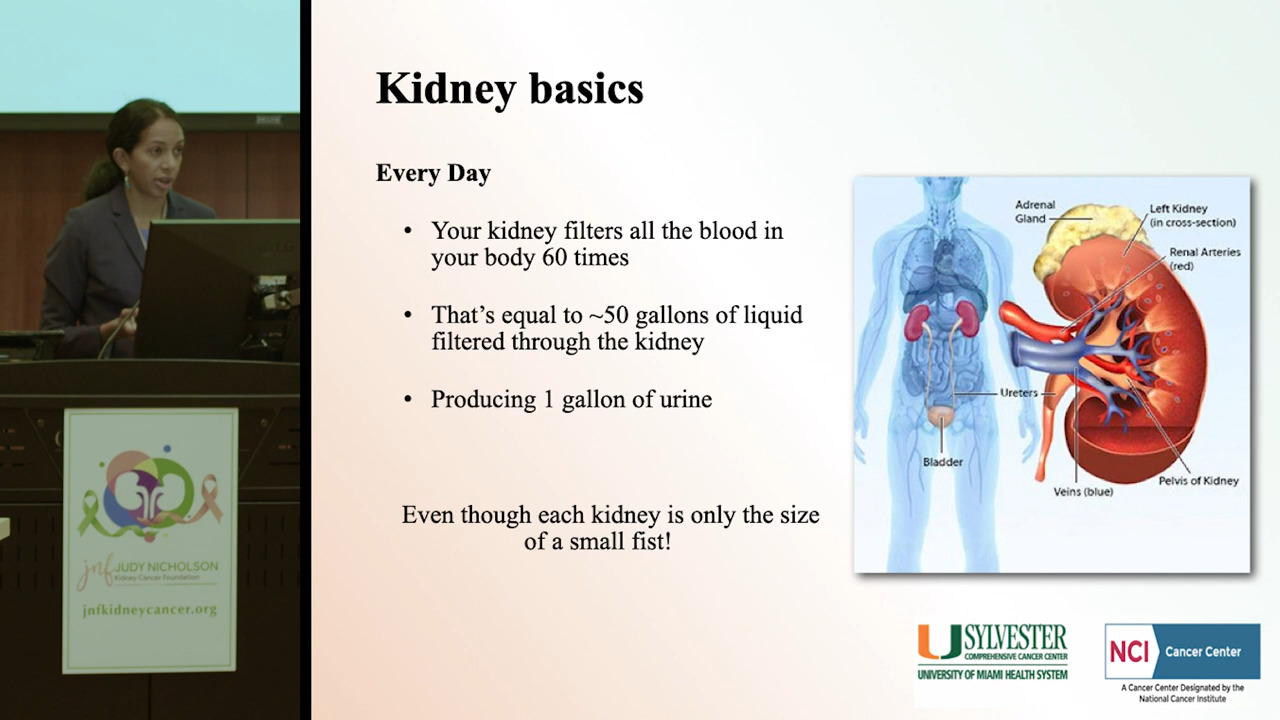 Kidney basics
Every Day
• Your kidney filters all the blood in
your body 60 times
• That’s equal to ~50 gallons of liquid
filtered through the kidney
• Producing 1 gallon of urine
Even though each kidney is only the size
of a small fist!
Adrenal
Gland
Left Kidney
(in cross-section)
Renal Arteries
(red)
Ureters
Bladder
Veins (blue)
Pelvis of Kidney
U SYLVESTER
COMPREHENSIVE CANCER CENTER
UNIVERSITY OF MIAMI HEALTH SYSTEM
NCI Cancer Center
A Cancer Center Designated by the
National Cancer Institute
jnf JUDY NICHOLSON
Kidney Cancer Foundation
jnfkidneycancer.org